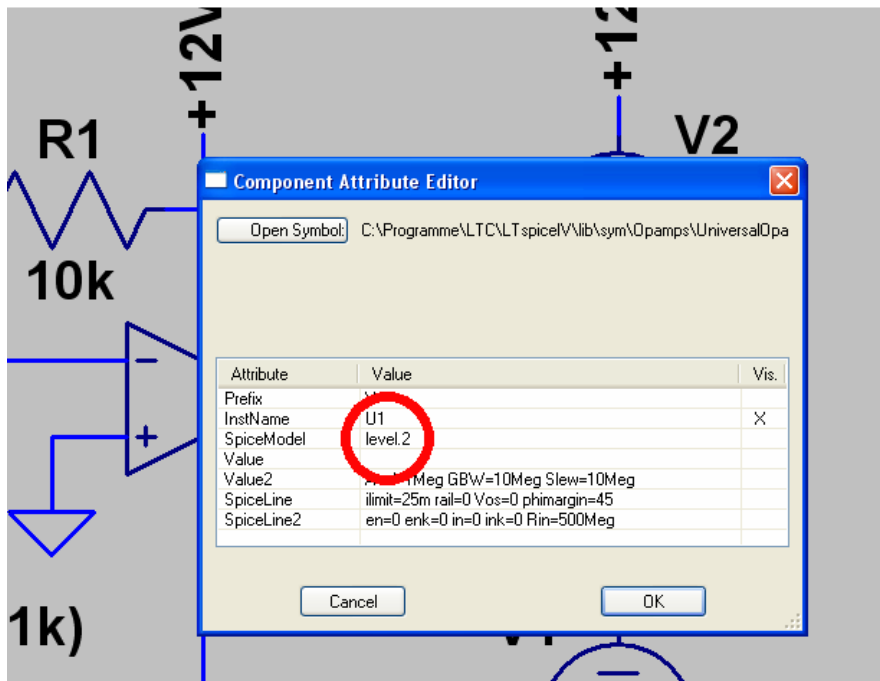 +12V
+12
R1
V2
Component Attribute Editor
Open Symbol: C:\Programme\LTC\LTspiceIV\lib\sym\Opamps\UniversalOpa
10k
Attribute Value Vis.
Prefix
InstName U1 X
SpiceModel level.2
Value
Value2 1Meg GBW=10Meg Slew=10Meg
SpiceLine ilimit=25m rail=0 Vos=0 phimargin=45
SpiceLine2 en=0 enk=0 in=0 ink=0 Rin=500Meg
Cancel OK
1k)